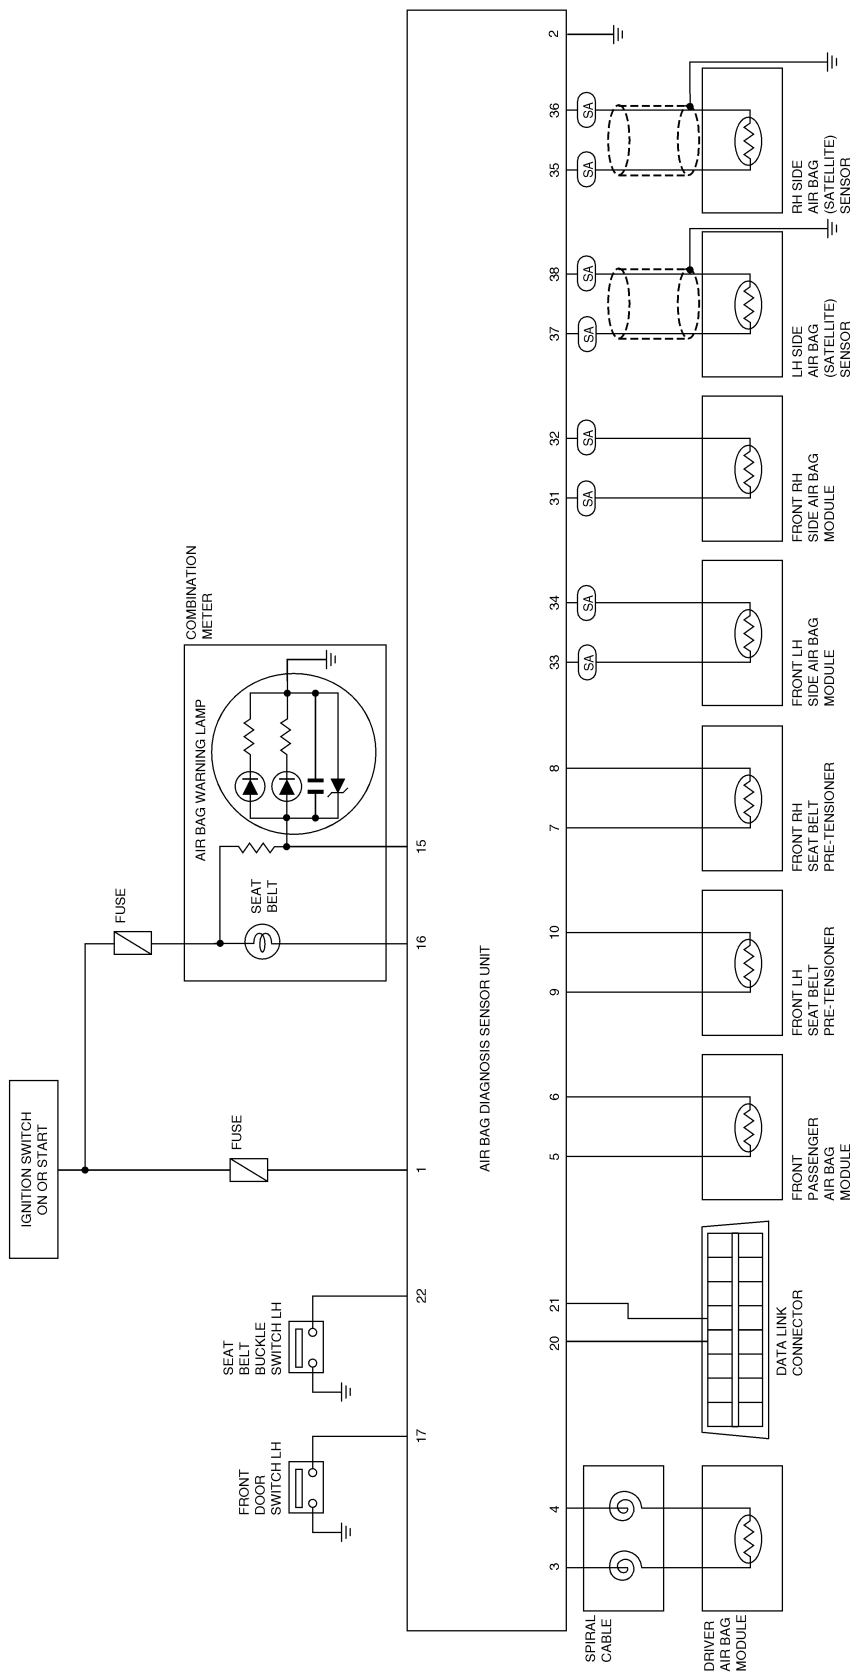 IGNITION SWITCH
ON OR START
FUSE
FUSE
COMBINATION
METER
AIR BAG WARNING LAMP
SEAT
BELT
FRONT
DOOR
SWITCH LH
SEAT
BELT
BUCKLE
SWITCH LH
17
22
1
16
15
AIR BAG DIAGNOSIS SENSOR UNIT
3
4
20
21
5
6
9
10
7
8
33
34
31
32
37
38
35
36
2
SA
SA
SA
SA
SA
SA
SA
SA
SPIRAL
CABLE
DRIVER
AIR BAG
MODULE
DATA LINK
CONNECTOR
FRONT
PASSENGER
AIR BAG
MODULE
FRONT LH
SEAT BELT
PRE-TENSIONER
FRONT RH
SEAT BELT
PRE-TENSIONER
FRONT LH
SIDE AIR BAG
MODULE
FRONT RH
SIDE AIR BAG
MODULE
LH SIDE
AIR BAG
(SATELLITE)
SENSOR
RH SIDE
AIR BAG
(SATELLITE)
SENSOR